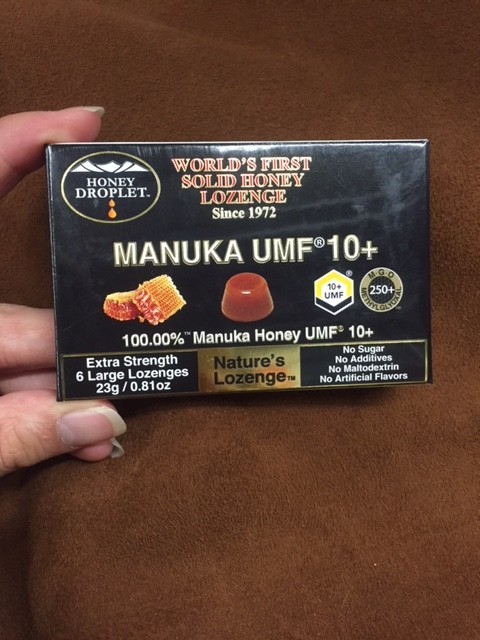 HONEY
DROPLET™
WORLD'S FIRST
SOLID HONEY
LOZENGE
Since 1972
MANUKA UMF® 10+
10+
UMF
®
MGO
250+
METHYLGLYOXAL
100.00%™ Manuka Honey UMF® 10+
Extra Strength
6 Large Lozenges
23g / 0.81oz
Nature's
Lozenge™
No Sugar
No Additives
No Maltodextrin
No Artificial Flavors